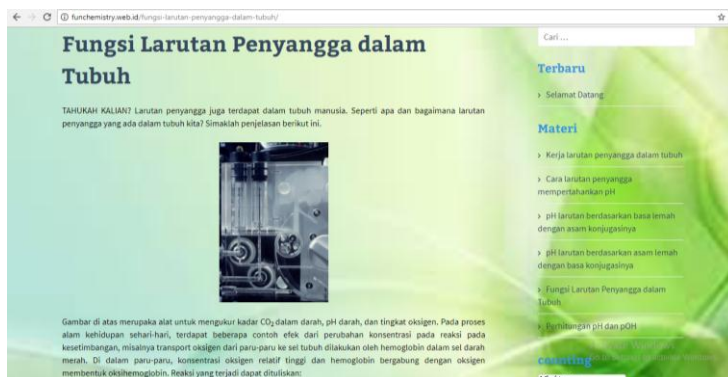 funchemistry.web.id/fungsi-larutan-penyangga-dalam-tubuh/
Fungsi Larutan Penyangga dalam
Tubuh
TAHUKAH KALIAN? Larutan penyangga juga terdapat dalam tubuh manusia. Seperti apa dan bagaimana larutan
penyangga yang ada dalam tubuh kita? Simaklah penjelasan berikut ini.
Gambar di atas merupaka alat untuk mengukur kadar CO₂ dalam darah, pH darah, dan tingkat oksigen. Pada proses
alam kehidupan sehari-hari, terdapat beberapa contoh efek dari perubahan konsentrasi pada reaksi pada
kesetimbangan, misalnya transport oksigen dari paru-paru ke sel tubuh dilakukan oleh hemoglobin dalam sel darah
merah. Di dalam paru-paru, konsentrasi oksigen relatif tinggi dan hemoglobin bergabung dengan oksigen
membentuk oksihemoglobin. Reaksi yang terjadi dapat dituliskan:
Cari ...
Terbaru
› Selamat Datang
Materi
› Kerja larutan penyangga dalam tubuh
› Cara larutan penyangga
mempertahankan pH
› pH larutan berdasarkan basa lemah
dengan asam konjugasinya
› pH larutan berdasarkan asam lemah
dengan basa konjugasinya
› Fungsi Larutan Penyangga dalam
Tubuh
› Perhitungan pH dan pOH
counting